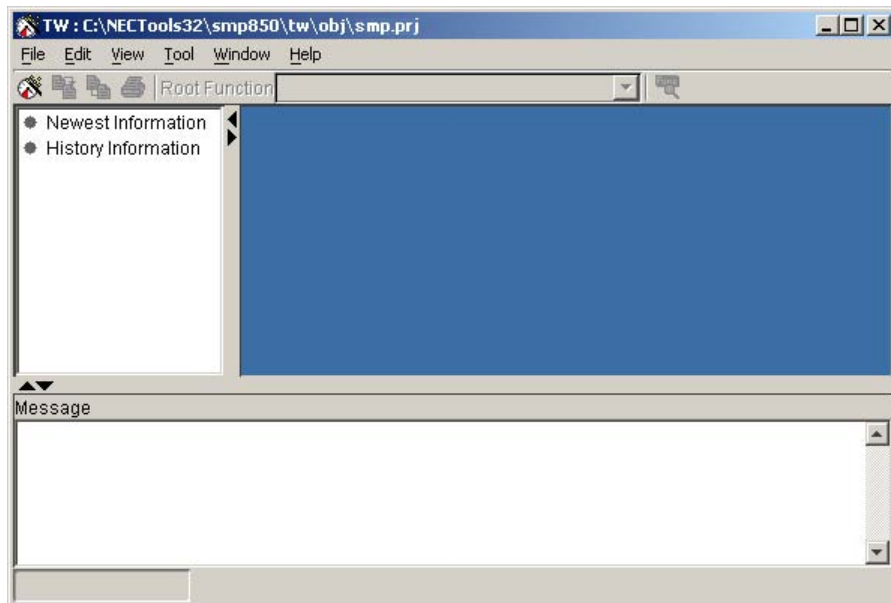 TW : C:\NECTools32\smp850\tw\obj\smp.prj
File Edit View Tool Window Help
Root Function
Newest Information
History Information
Message